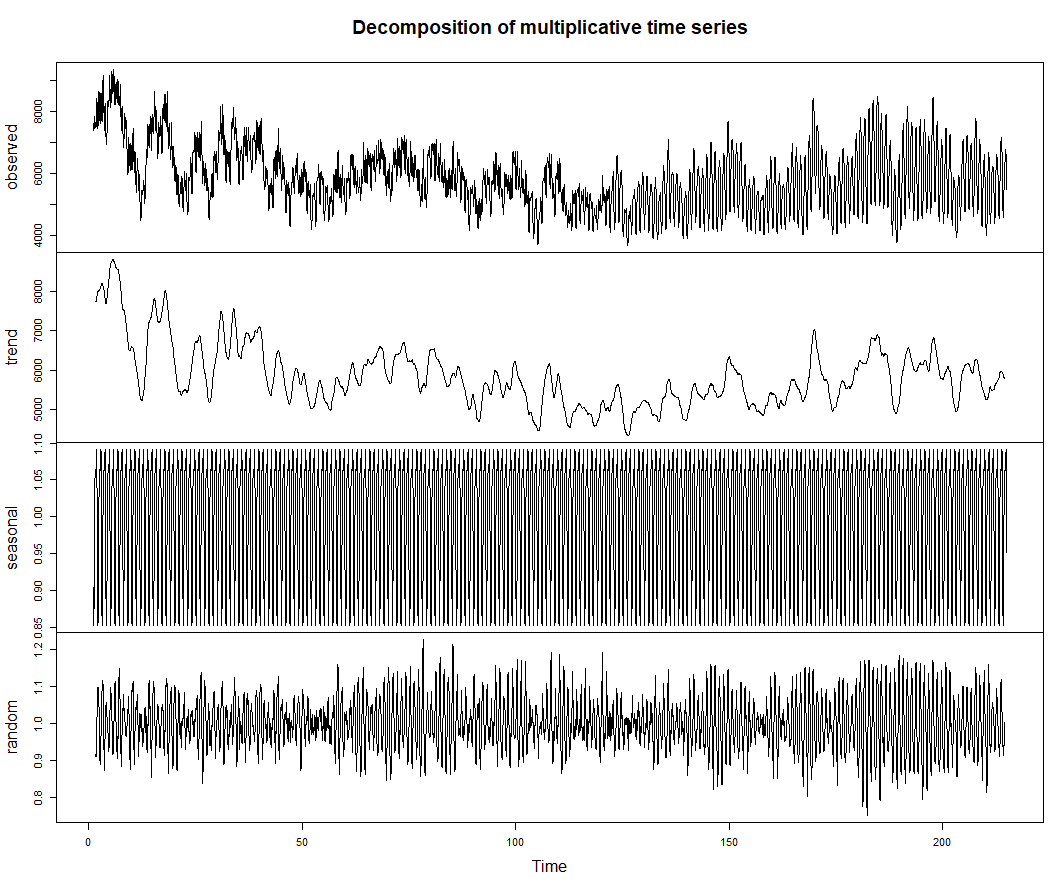 Decomposition of multiplicative time series
observed
4000 6000 8000
trend
5000 6000 7000 8000
seasonal
0.85 0.90 0.95 1.00 1.05 1.10
random
0.8 0.9 1.0 1.1 1.2
0 50 100 150 200
Time